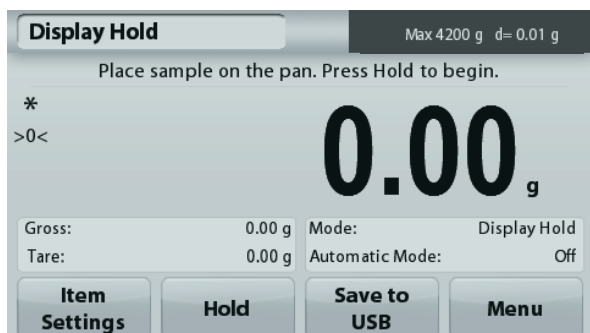 Display Hold
Max 4200 g d= 0.01 g
Place sample on the pan. Press Hold to begin.
*
>0<
0.00 g
Gross: 0.00 g Mode: Display Hold
Tare: 0.00 g Automatic Mode: Off
Item Settings
Hold
Save to USB
Menu